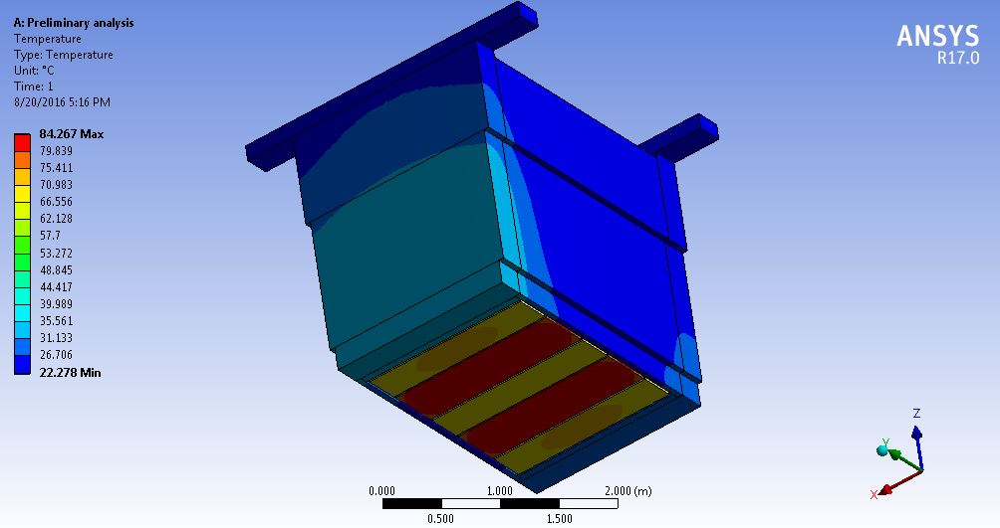 A: Preliminary analysis
Temperature
Type: Temperature
Unit: °C
Time: 1
8/20/2016 5:16 PM
84.267 Max
79.839
75.411
70.983
66.556
62.128
57.7
53.272
48.845
44.417
39.989
35.561
31.133
26.706
22.278 Min
ANSYS
R17.0
0.000 1.000 2.000 (m)
0.500 1.500
Z
Y
X